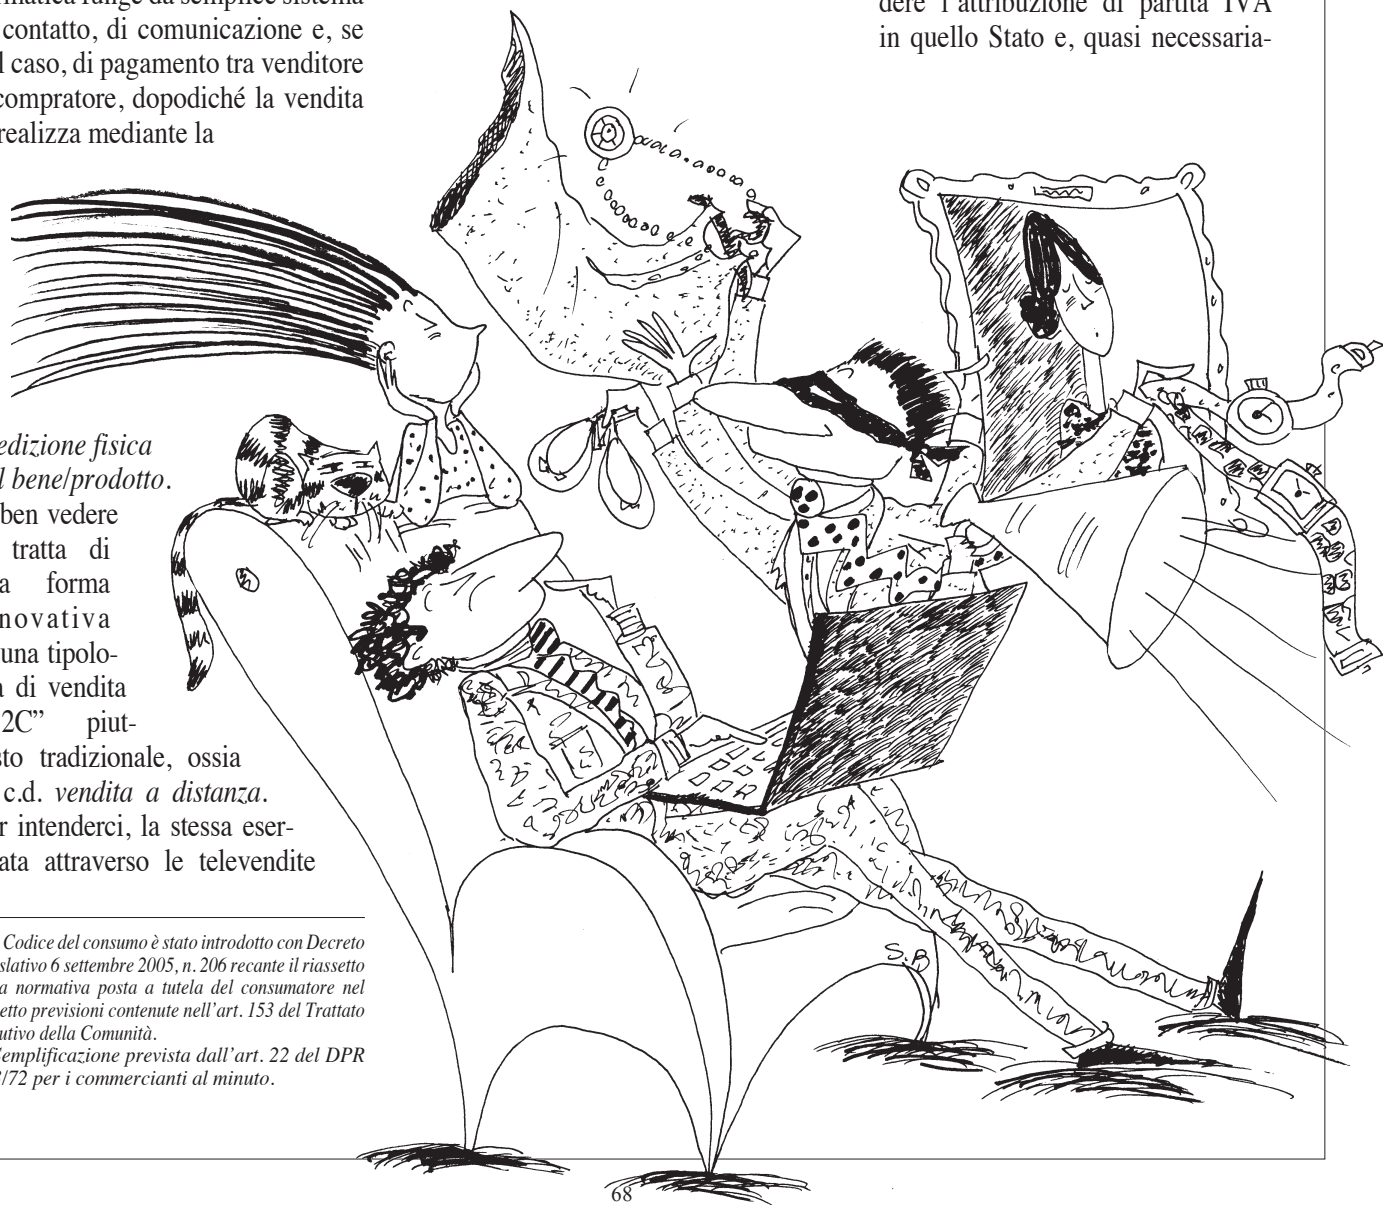 contatto, di comunicazione e, se
caso, di pagamento tra venditore
compratore, dopodiché la vendita
realizza mediante la
edizione fisica
bene/prodotto.
ben vedere
tratta di
forma
novativa
una tipolo-
di vendita
2C” piut-
sto tradizionale, ossia
c.d. vendita a distanza.
r intenderci, la stessa eser-
ata attraverso le televendite
Codice del consumo è stato introdotto con Decreto
slativo 6 settembre 2005, n. 206 recante il riassetto
a normativa posta a tutela del consumatore nel
etto previsioni contenute nell’art. 153 del Trattato
utivo della Comunità.
emplificazione prevista dall’art. 22 del DPR
/72 per i commercianti al minuto.
dere l’attribuzione di partita IVA
in quello Stato e, quasi necessaria-
S.B
68